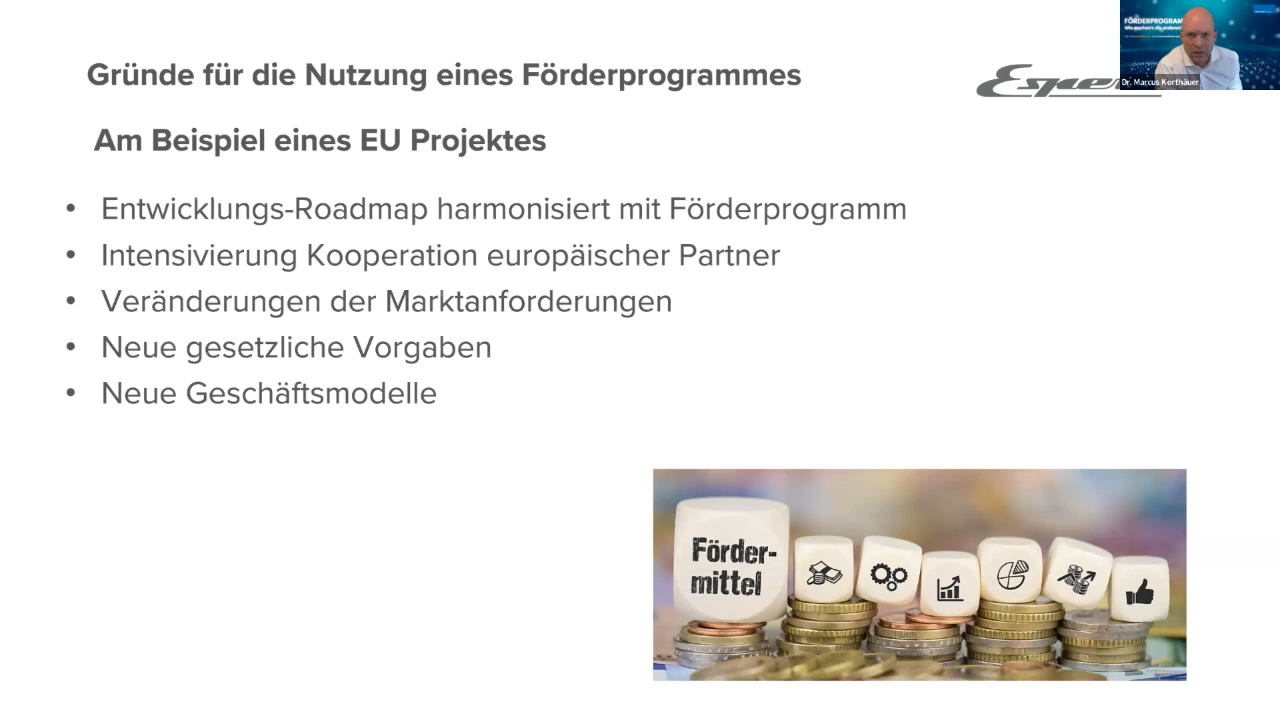 Gründe für die Nutzung eines Förderprogrammes
Am Beispiel eines EU Projektes
• Entwicklungs-Roadmap harmonisiert mit Förderprogramm
• Intensivierung Kooperation europäischer Partner
• Veränderungen der Marktanforderungen
• Neue gesetzliche Vorgaben
• Neue Geschäftsmodelle
FÖRDERPROGRAM
Dr. Marcus Korthäuer
Förder-
mittel